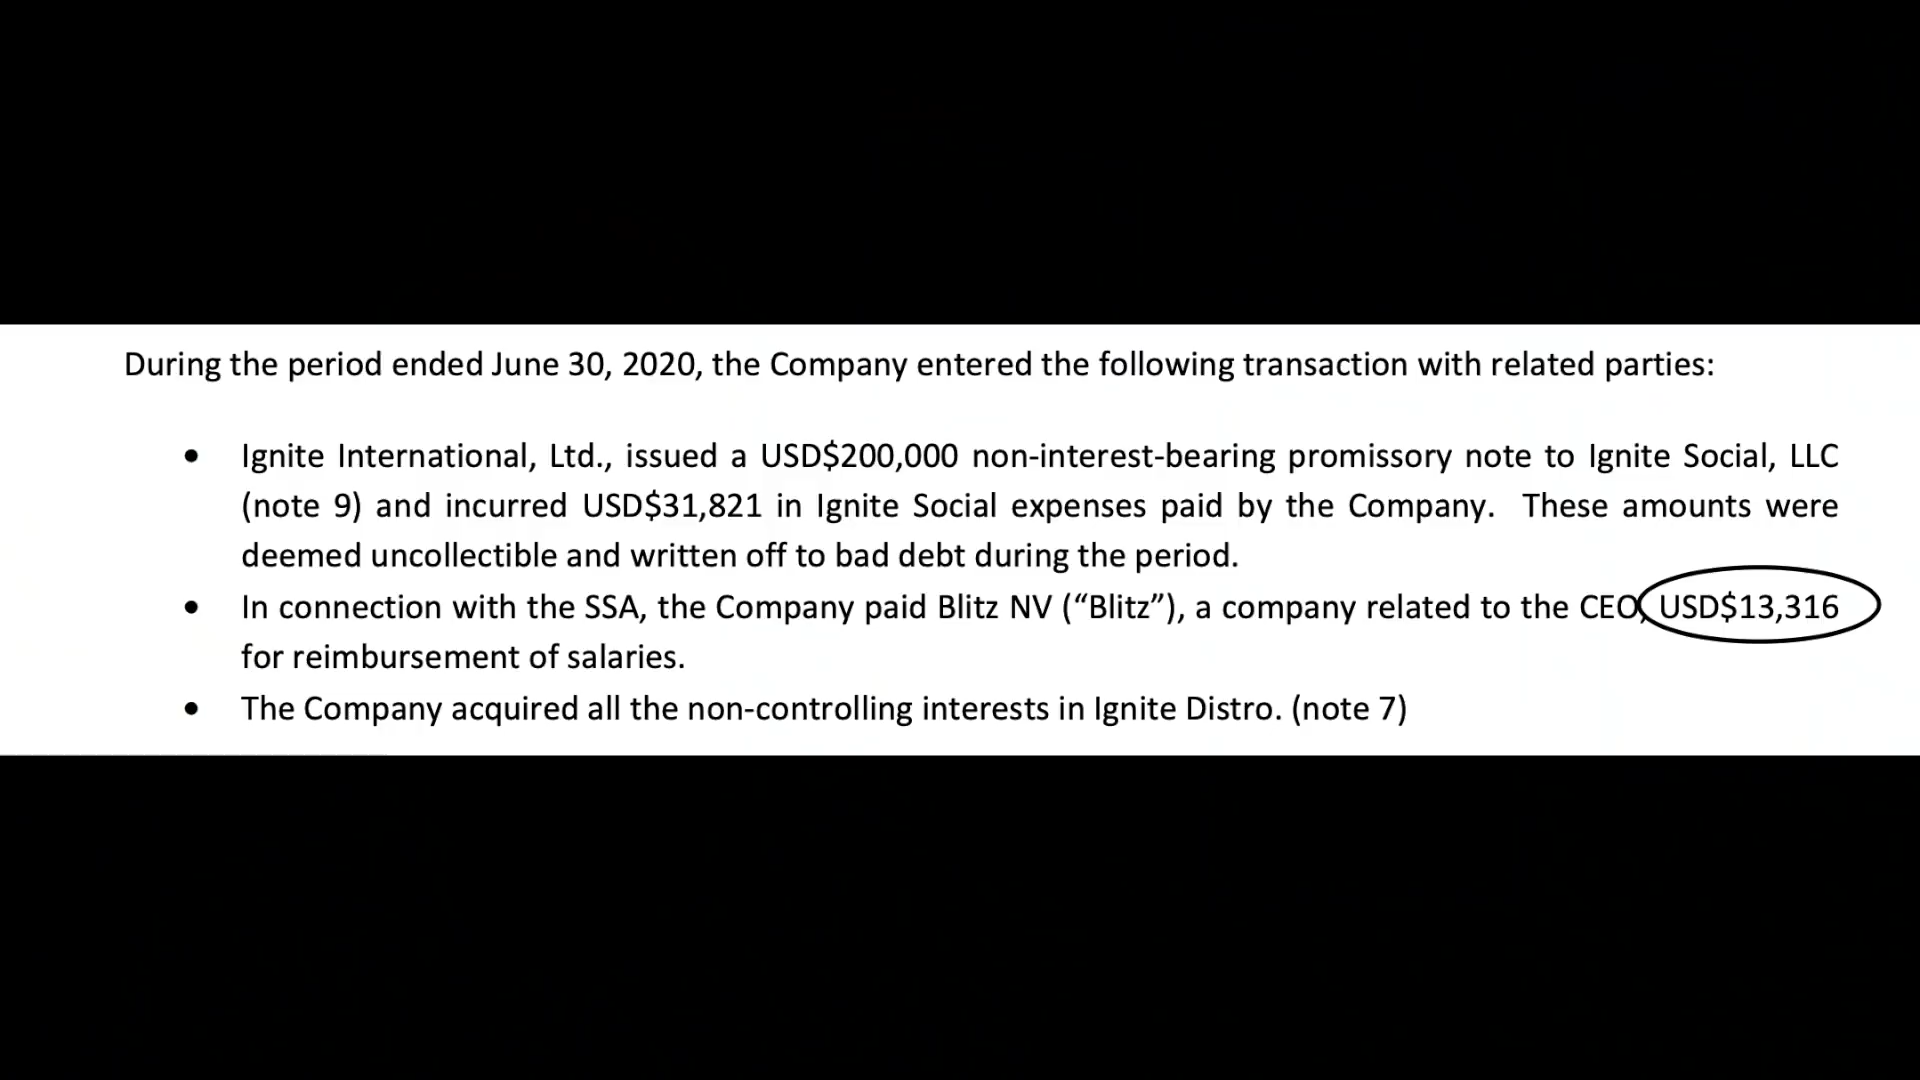 During the period ended June 30, 2020, the Company entered the following transaction with related parties:
• Ignite International, Ltd., issued a USD$200,000 non-interest-bearing promissory note to Ignite Social, LLC
(note 9) and incurred USD$31,821 in Ignite Social expenses paid by the Company. These amounts were
deemed uncollectible and written off to bad debt during the period.
• In connection with the SSA, the Company paid Blitz NV (“Blitz”), a company related to the CEO, USD$13,316
for reimbursement of salaries.
• The Company acquired all the non-controlling interests in Ignite Distro. (note 7)